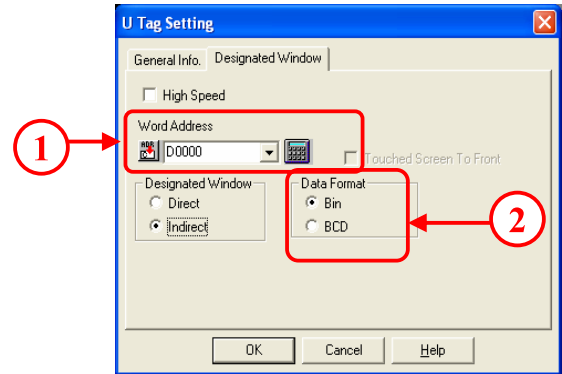 U Tag Setting
General Info. Designated Window
High Speed
Word Address
ADR D0000 Touched Screen To Front
Designated Window Data Format
Direct Bin
Indirect BCD
OK Cancel Help
1
2